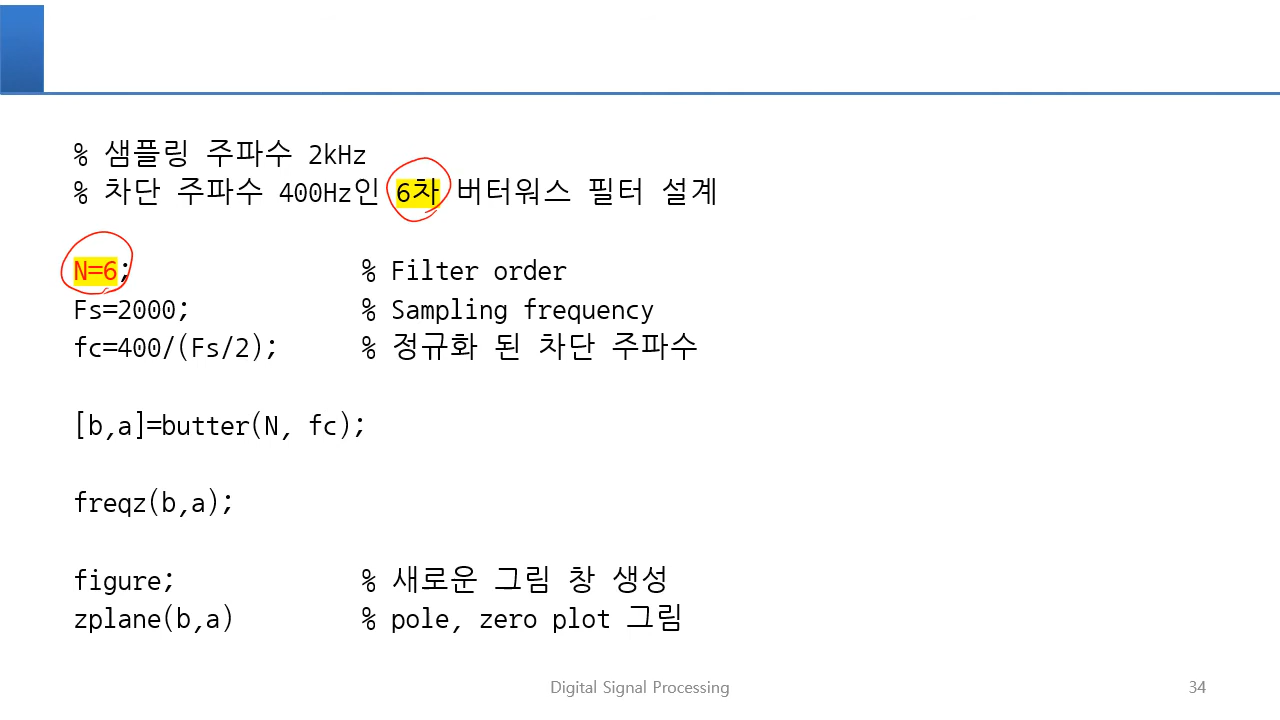 % 샘플링 주파수 2kHz
% 차단 주파수 400Hz인 6차 버터워스 필터 설계
N=6; % Filter order
Fs=2000; % Sampling frequency
fc=400/(Fs/2); % 정규화 된 차단 주파수
[b,a]=butter(N, fc);
freqz(b,a);
figure; % 새로운 그림 창 생성
zplane(b,a) % pole, zero plot 그림
Digital Signal Processing 34